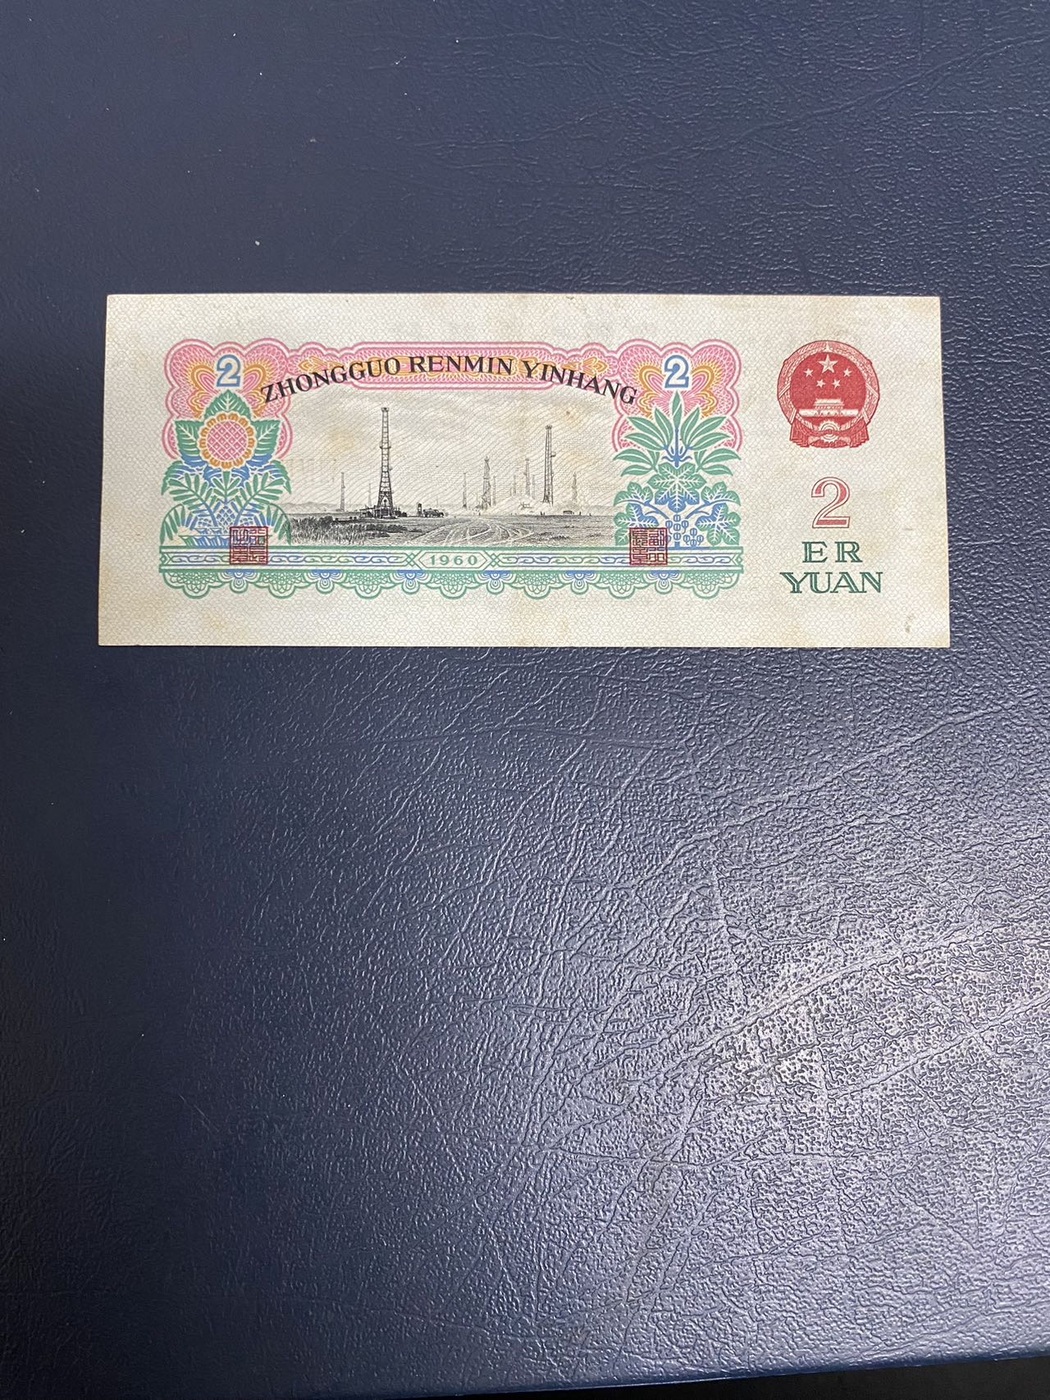 2 2
ZHONGGUO RENMIN YINHANG
1960
2
ER
YUAN